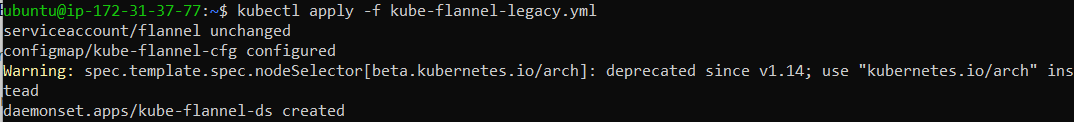 ubuntu@ip-172-31-37-77:~$ kubectl apply -f kube-flannel-legacy.yml
serviceaccount/flannel unchanged
configmap/kube-flannel-cfg configured
Warning: spec.template.spec.nodeSelector[beta.kubernetes.io/arch]: deprecated since v1.14; use "kubernetes.io/arch" ins
tead
daemonset.apps/kube-flannel-ds created